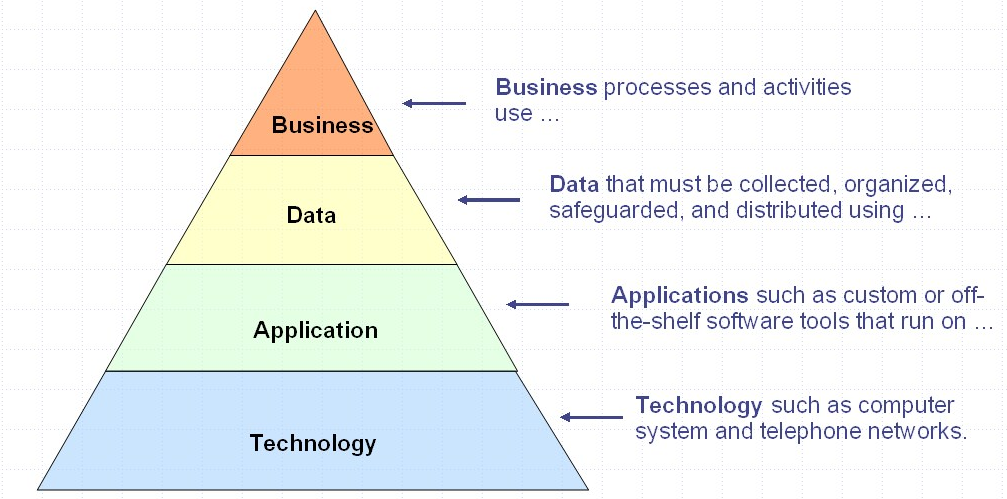 Business
Business processes and activities
use ...
Data
Data that must be collected, organized,
safeguarded, and distributed using ...
Application
Applications such as custom or off-
the-shelf software tools that run on ...
Technology
Technology such as computer
system and telephone networks.